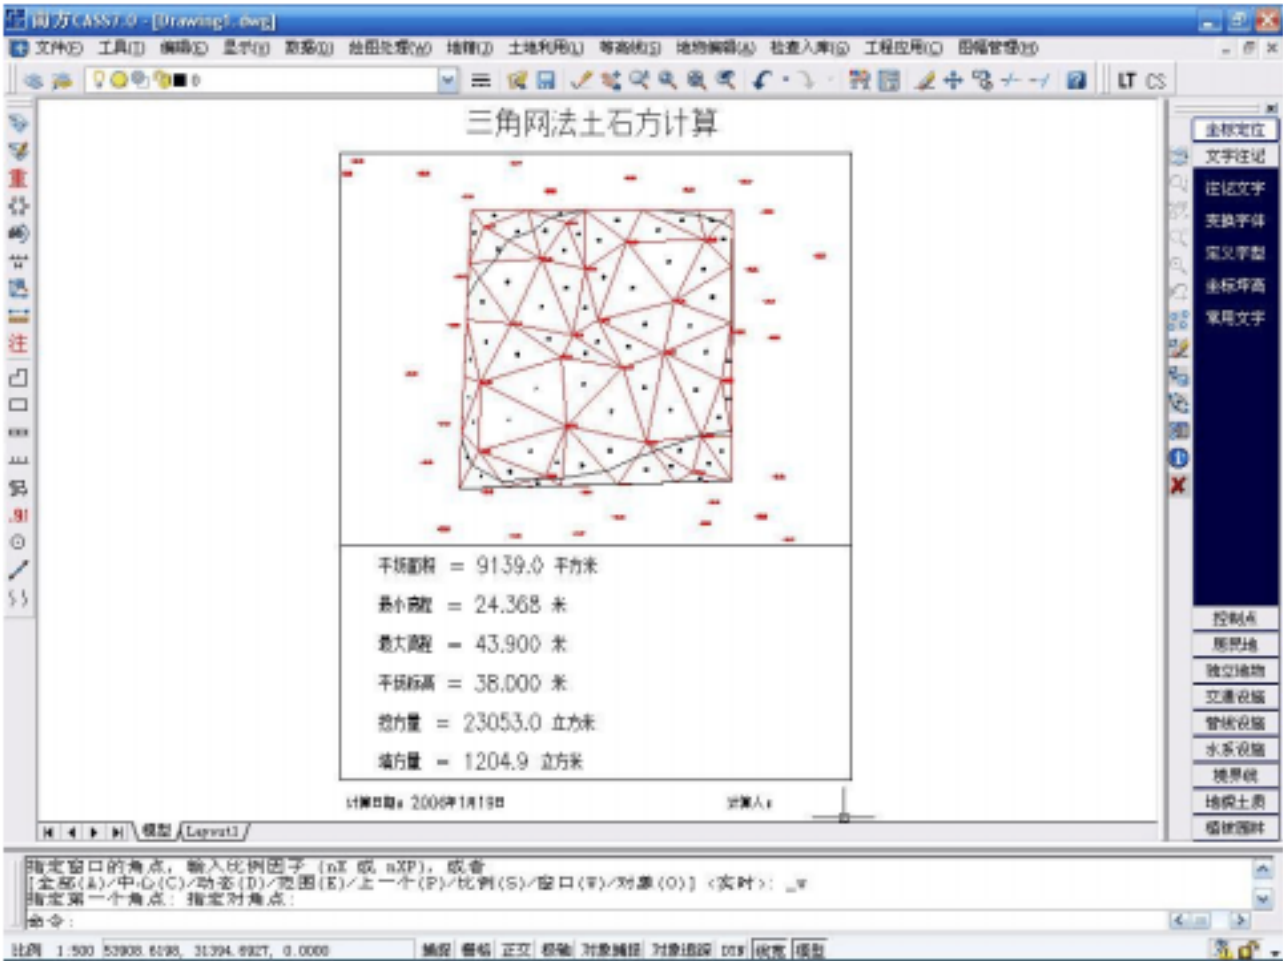 南方CASS7.0 - [Drawing1.dwg]
文件(F) 工具(T) 编辑(E) 显示(V) 数据(D) 绘图处理(W) 地籍(J) 土地利用(L) 等高线(S) 地物编辑(A) 检查入库(G) 工程应用(C) 图幅管理(M)
0
LT CS
三角网法土石方计算
坐标定位
文字注记
注记文字
变换字体
定义字型
坐标坪高
常用文字
重
注
平场面积 = 9139.0 平方米
最小高程 = 24.368 米
最大高程 = 43.900 米
平场标高 = 38.000 米
挖方量 = 23053.0 立方米
填方量 = 1204.9 立方米
计算日期：2006年1月19日 计算人：
控制点
居民地
独立地物
交通设施
管线设施
水系设施
境界线
地貌土质
植被园林
模型 Layout1
指定窗口的角点，输入比例因子 (nX 或 nXP)，或者
[全部(A)/中心(C)/动态(D)/范围(E)/上一个(P)/比例(S)/窗口(W)/对象(O)] <实时>: _w
指定第一个角点: 指定对角点:
命令:
比例 1:500 53908.6198, 31394.6927, 0.0000 捕捉 栅格 正交 极轴 对象捕捉 对象追踪 DYN 线宽 模型